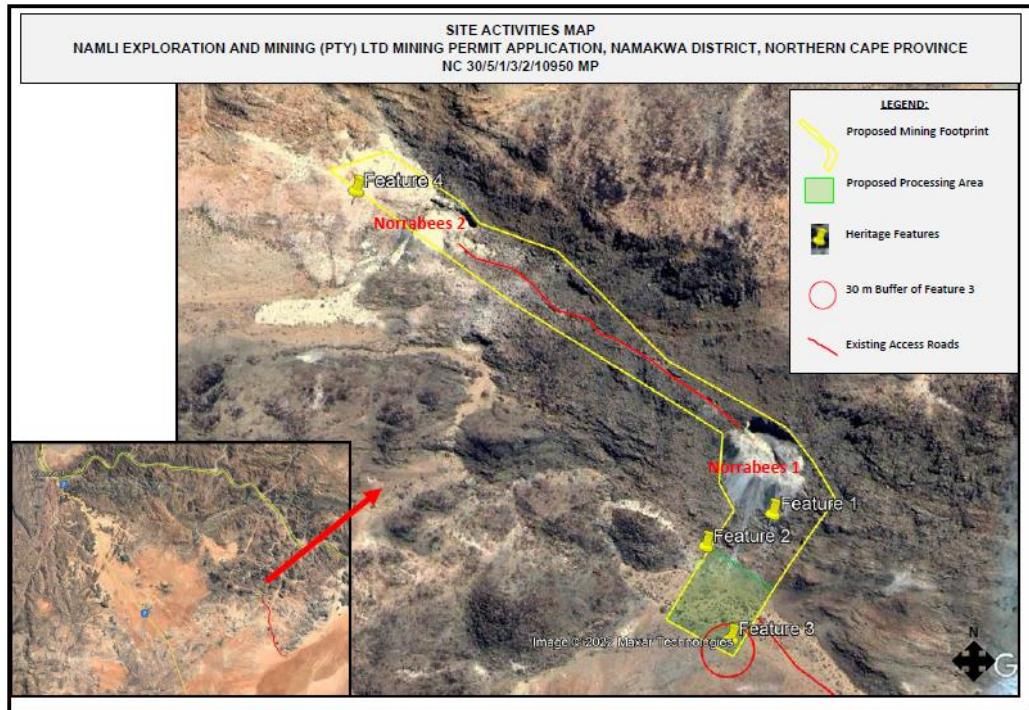 SITE ACTIVITIES MAP
NAMLI EXPLORATION AND MINING (PTY) LTD MINING PERMIT APPLICATION, NAMAKWA DISTRICT, NORTHERN CAPE PROVINCE
NC 30/5/1/3/2/10950 MP
LEGEND:
Proposed Mining Footprint
Proposed Processing Area
Heritage Features
30 m Buffer of Feature 3
Existing Access Roads
Feature 4
Norrabees 2
Norrabees 1
Feature 1
Feature 2
Feature 3
Image © 2022 Maxar Technologies
N
G